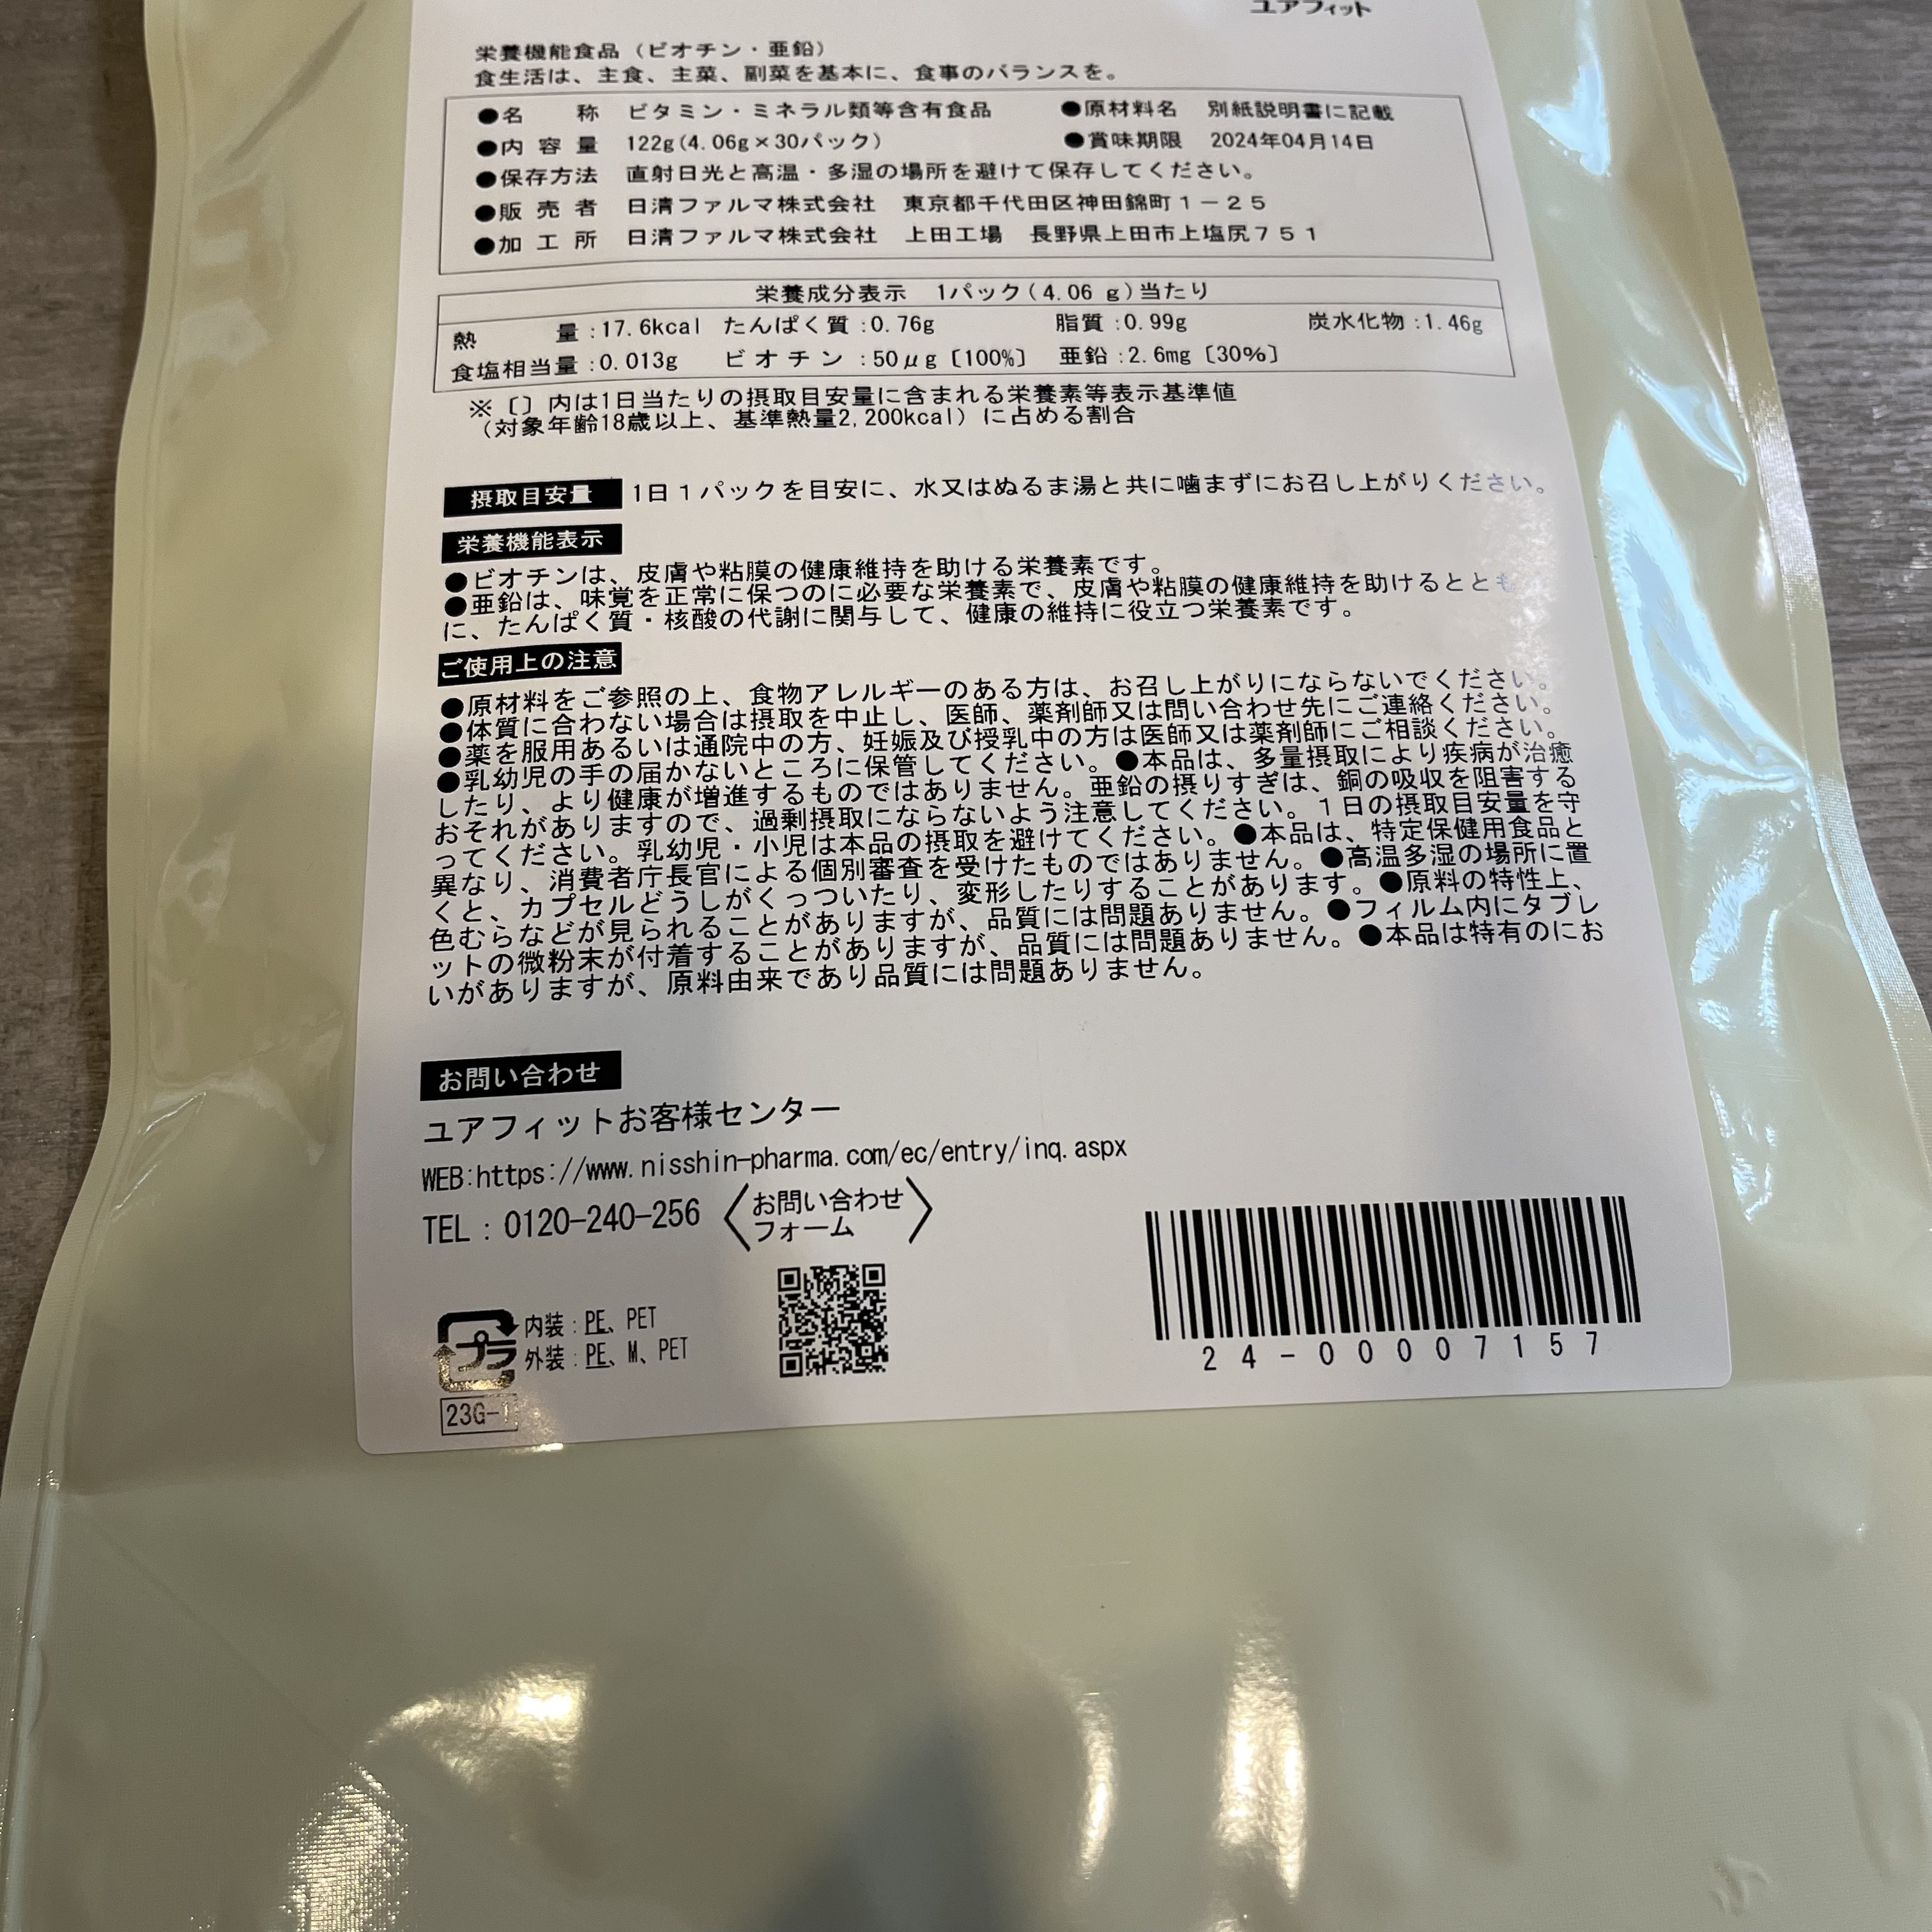 ユアフィット
栄養機能食品（ビオチン・亜鉛）
食生活は、主食、主菜、副菜を基本に、食事のバランスを。
●名　称　ビタミン・ミネラル類等含有食品　●原材料名　別紙説明書に記載
●内容量　122g(4.06g×30パック)　●賞味期限　2024年04月14日
●保存方法　直射日光と高温・多湿の場所を避けて保存してください。
●販売者　日清ファルマ株式会社　東京都千代田区神田錦町１－２５
●加工所　日清ファルマ株式会社　上田工場　長野県上田市上塩尻７５１
栄養成分表示　1パック(4.06 g)当たり
熱量:17.6kcal　たんぱく質:0.76g　脂質:0.99g　炭水化物:1.46g
食塩相当量:0.013g　ビオチン:50μg〔100%〕　亜鉛:2.6mg〔30%〕
※〔〕内は1日当たりの摂取目安量に含まれる栄養素等表示基準値
（対象年齢18歳以上、基準熱量2,200kcal）に占める割合
摂取目安量　1日１パックを目安に、水又はぬるま湯と共に噛まずにお召し上がりください。
栄養機能表示
●ビオチンは、皮膚や粘膜の健康維持を助ける栄養素です。
●亜鉛は、味覚を正常に保つのに必要な栄養素で、皮膚や粘膜の健康維持を助けるととも
に、たんぱく質・核酸の代謝に関与して、健康の維持に役立つ栄養素です。
ご使用上の注意
●原材料をご参照の上、食物アレルギーのある方は、お召し上がりにならないでください。
●体質に合わない場合は摂取を中止し、医師、薬剤師又は問い合わせ先にご連絡ください。
●薬を服用あるいは通院中の方、妊娠及び授乳中の方は医師又は薬剤師にご相談ください。
●乳幼児の手の届かないところに保管してください。●本品は、多量摂取により疾病が治癒
したり、より健康が増進するものではありません。亜鉛の摂りすぎは、銅の吸収を阻害する
おそれがありますので、過剰摂取にならないよう注意してください。１日の摂取目安量を守
ってください。乳幼児・小児は本品の摂取を避けてください。●本品は、特定保健用食品と
異なり、消費者庁長官による個別審査を受けたものではありません。●高温多湿の場所に置
くと、カプセルどうしがくっついたり、変形したりすることがあります。●原料の特性上、
色むらなどが見られることがありますが、品質には問題ありません。●フィルム内にタブレ
ットの微粉末が付着することがありますが、品質には問題ありません。●本品は特有のにお
いがありますが、原料由来であり品質には問題ありません。
お問い合わせ
ユアフィットお客様センター
WEB:https://www.nisshin-pharma.com/ec/entry/inq.aspx
TEL：0120-240-256　〈お問い合わせ
フォーム〉
プラ
内装：PE、PET
外装：PE、M、PET
23G-1
24-00007157